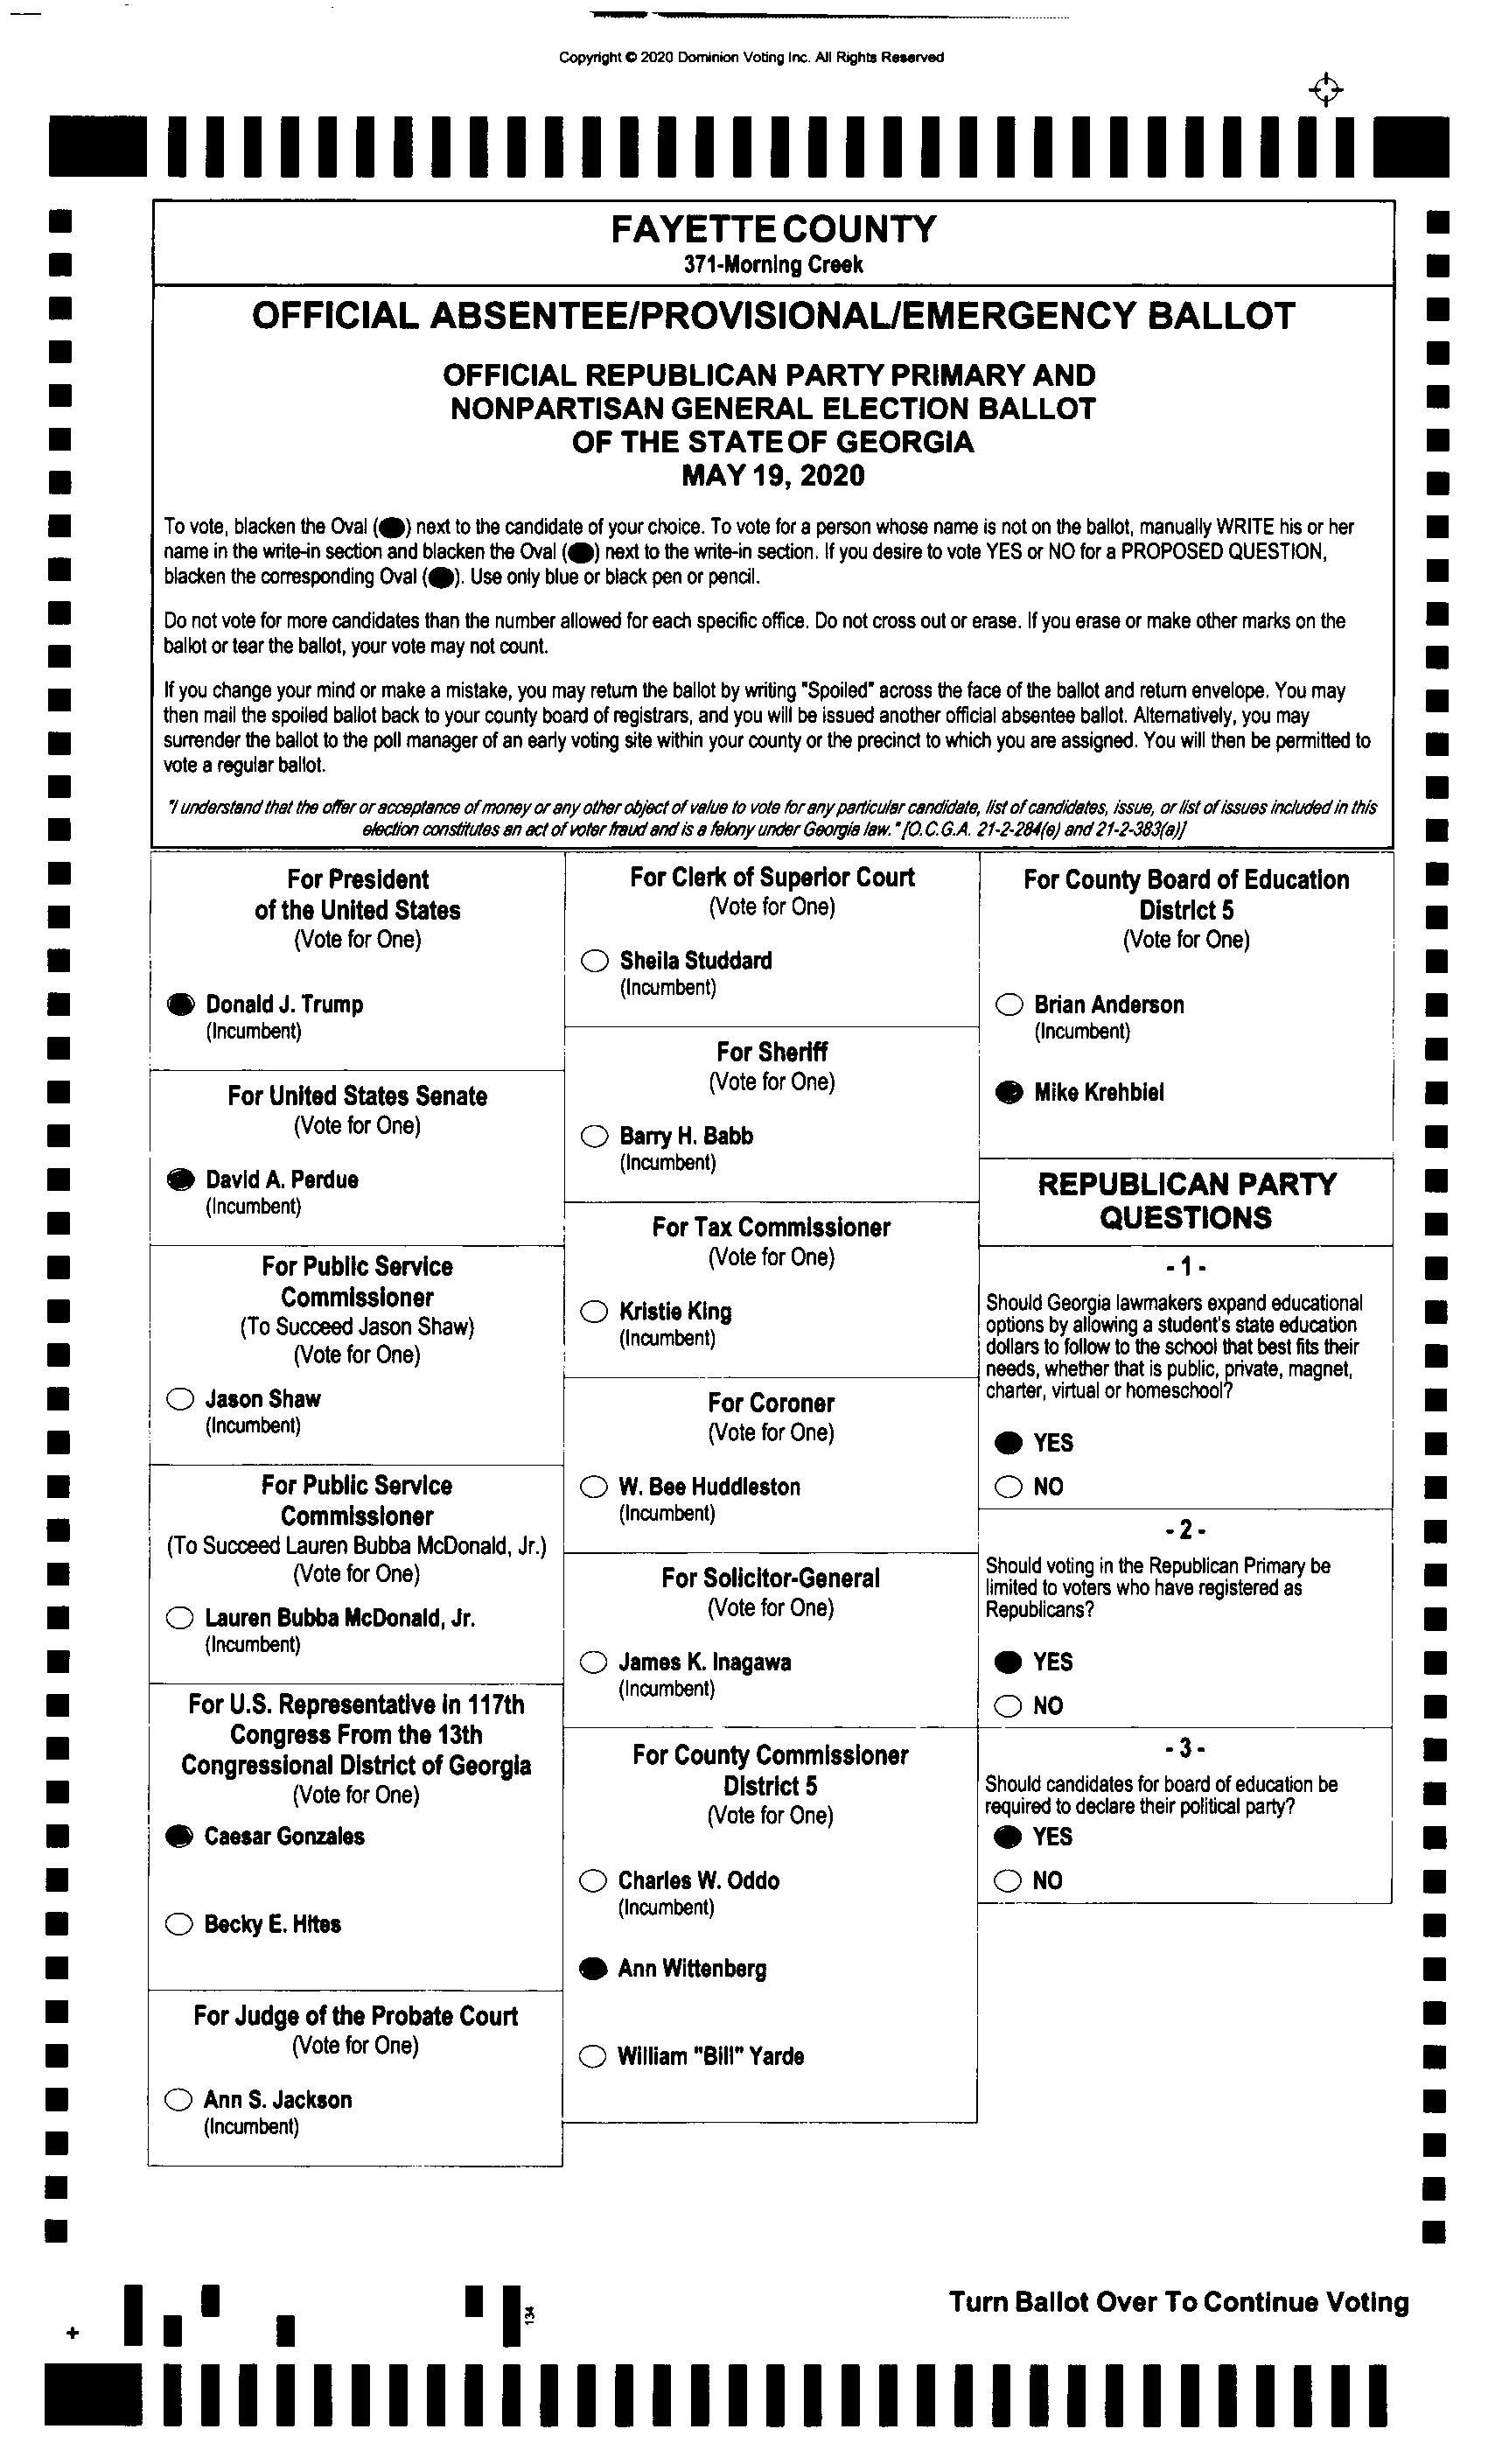 Copyright © 2020 Dominion Voting Inc. All Rights Reserved
FAYETTE COUNTY
371-Morning Creek
OFFICIAL ABSENTEE/PROVISIONAL/EMERGENCY BALLOT
OFFICIAL REPUBLICAN PARTY PRIMARY AND
NONPARTISAN GENERAL ELECTION BALLOT
OF THE STATE OF GEORGIA
MAY 19, 2020
To vote, blacken the Oval ( ) next to the candidate of your choice. To vote for a person whose name is not on the ballot, manually WRITE his or her
name in the write-in section and blacken the Oval ( ) next to the write-in section. If you desire to vote YES or NO for a PROPOSED QUESTION,
blacken the corresponding Oval ( ). Use only blue or black pen or pencil.
Do not vote for more candidates than the number allowed for each specific office. Do not cross out or erase. If you erase or make other marks on the
ballot or tear the ballot, your vote may not count.
If you change your mind or make a mistake, you may return the ballot by writing "Spoiled" across the face of the ballot and return envelope. You may
then mail the spoiled ballot back to your county board of registrars, and you will be issued another official absentee ballot. Alternatively, you may
surrender the ballot to the poll manager of an early voting site within your county or the precinct to which you are assigned. You will then be permitted to
vote a regular ballot.
"I understand that the offer or acceptance of money or any other object of value to vote for any particular candidate, list of candidates, issue, or list of issues included in this
election constitutes an act of voter fraud and is a felony under Georgia law." [O.C.G.A. 21-2-284(e) and 21-2-383(a)]
For President
of the United States
(Vote for One)
Donald J. Trump
(Incumbent)
For United States Senate
(Vote for One)
David A. Perdue
(Incumbent)
For Public Service
Commissioner
(To Succeed Jason Shaw)
(Vote for One)
Jason Shaw
(Incumbent)
For Public Service
Commissioner
(To Succeed Lauren Bubba McDonald, Jr.)
(Vote for One)
Lauren Bubba McDonald, Jr.
(Incumbent)
For U.S. Representative in 117th
Congress From the 13th
Congressional District of Georgia
(Vote for One)
Caesar Gonzales
Becky E. Hites
For Judge of the Probate Court
(Vote for One)
Ann S. Jackson
(Incumbent)
For Clerk of Superior Court
(Vote for One)
Sheila Studdard
(Incumbent)
For Sheriff
(Vote for One)
Barry H. Babb
(Incumbent)
For Tax Commissioner
(Vote for One)
Kristie King
(Incumbent)
For Coroner
(Vote for One)
W. Bee Huddleston
(Incumbent)
For Solicitor-General
(Vote for One)
James K. Inagawa
(Incumbent)
For County Commissioner
District 5
(Vote for One)
Charles W. Oddo
(Incumbent)
Ann Wittenberg
William "Bill" Yarde
For County Board of Education
District 5
(Vote for One)
Brian Anderson
(Incumbent)
Mike Krehbiel
REPUBLICAN PARTY
QUESTIONS
- 1 -
Should Georgia lawmakers expand educational
options by allowing a student's state education
dollars to follow to the school that best fits their
needs, whether that is public, private, magnet,
charter, virtual or homeschool?
YES
NO
- 2 -
Should voting in the Republican Primary be
limited to voters who have registered as
Republicans?
YES
NO
- 3 -
Should candidates for board of education be
required to declare their political party?
YES
NO
134
Turn Ballot Over To Continue Voting